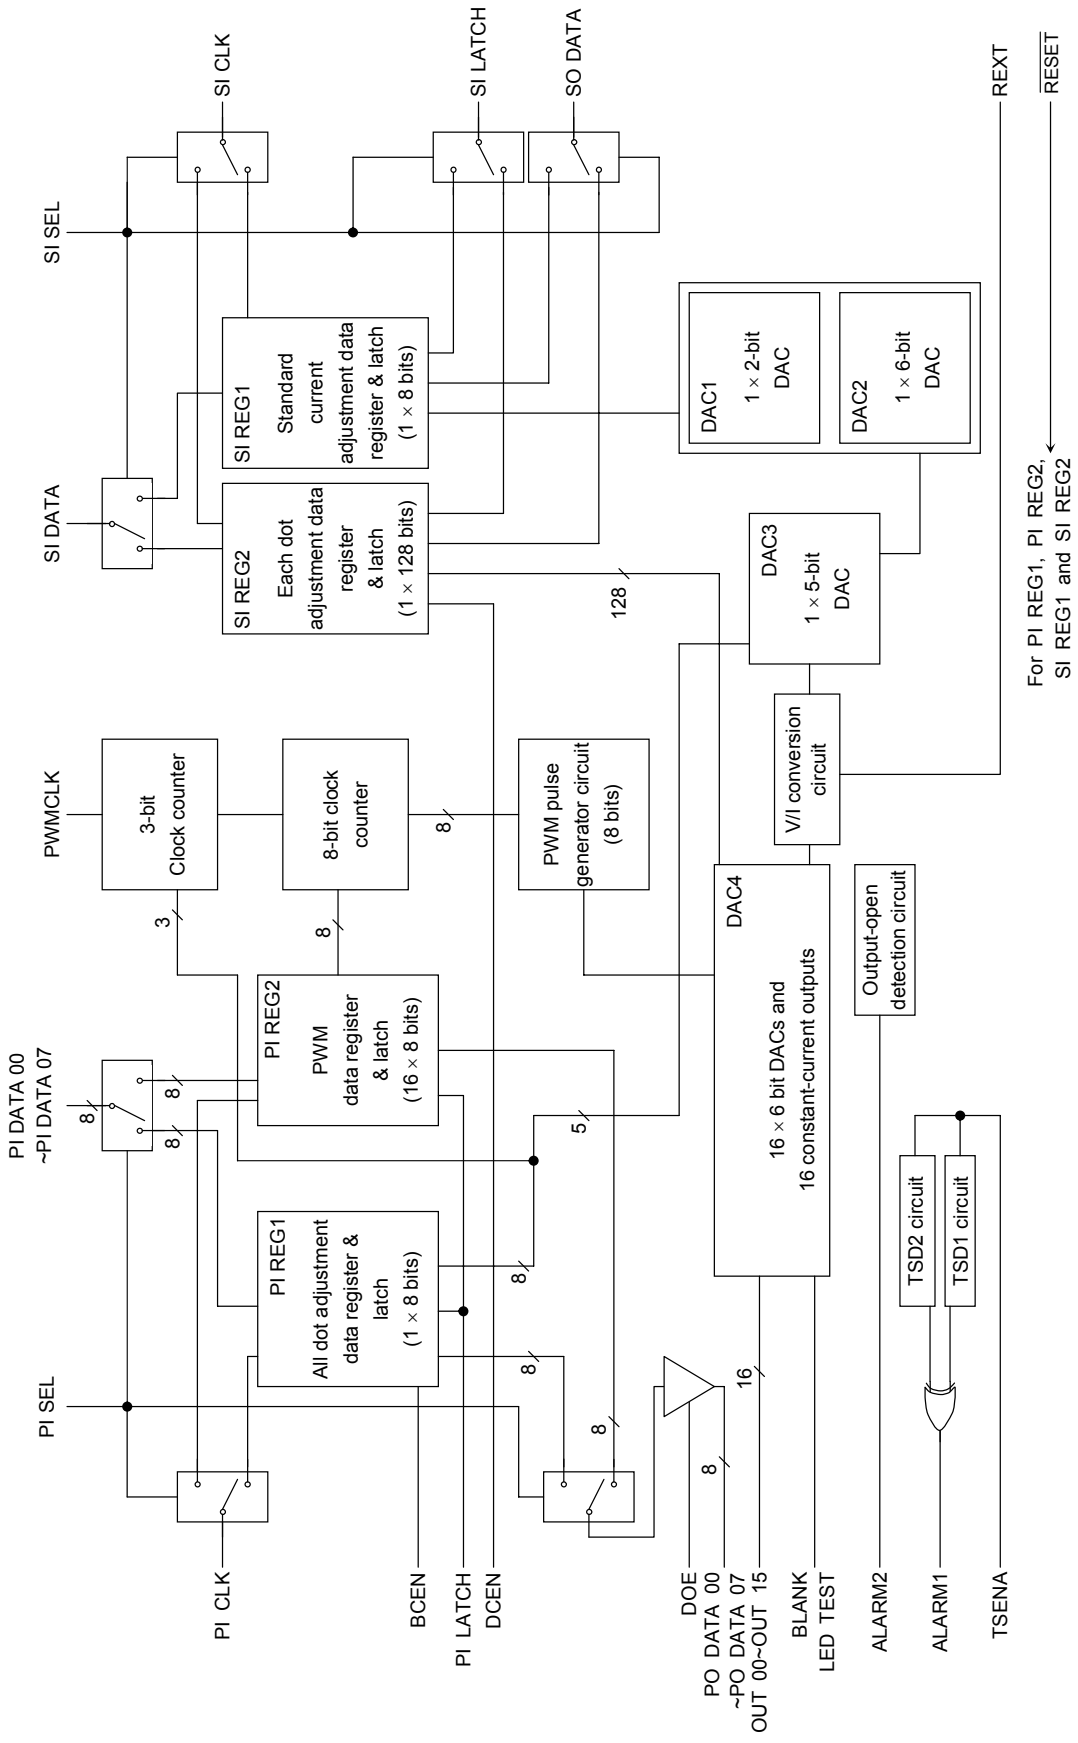 PI DATA 00
~PI DATA 07
PI SEL
PWMCLK
SI DATA
SI SEL
8
8
8
3
3-bit
Clock counter
PI CLK
SI CLK
PI REG1
All dot adjustment
data register &
latch
(1 × 8 bits)
PI REG2
PWM
data register
& latch
(16 × 8 bits)
8
8-bit clock
counter
SI REG2
Each dot
adjustment data
register
& latch
(1 × 128 bits)
SI REG1
Standard
current
adjustment data
register & latch
(1 × 8 bits)
BCEN
PI LATCH
DCEN
8
SI LATCH
8
8
PWM pulse
generator circuit
(8 bits)
SO DATA
5
8
128
DOE
PO DATA 00
~PO DATA 07
8
OUT 00~OUT 15
16
BLANK
LED TEST
DAC4
16 × 6 bit DACs and
16 constant-current outputs
V/I conversion
circuit
DAC3
1 × 5-bit
DAC
DAC1
1 × 2-bit
DAC
DAC2
1 × 6-bit
DAC
ALARM2
Output-open
detection circuit
ALARM1
TSD2 circuit
TSD1 circuit
TSENA
REXT
For PI REG1, PI REG2,
SI REG1 and SI REG2
RESET